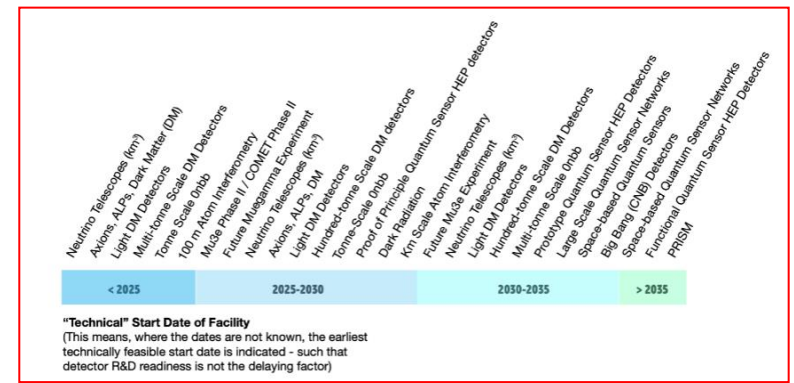 Neutrino Telescopes (km³)
Axions, ALPs, Dark Matter (DM)
Light DM Detectors
Multi-tonne Scale DM Detectors
Tonne Scale 0nbb
100 m Atom Interferometry
Mu3e Phase II / COMET Phase II
Future Muegamma Experiment
Neutrino Telescopes (km³)
Axions, ALPs, DM
Light DM Detectors
Hundred-tonne Scale DM detectors
Tonne-Scale 0nbb
Proof of Principle Quantum Sensor HEP detectors
Dark Radiation
Km Scale Atom Interferometry
Future Mu3e Experiment
Neutrino Telescopes (km³)
Light DM Detectors
Hundred-tonne Scale DM Detectors
Multi-tonne Scale 0nbb
Prototype Quantum Sensor HEP Detectors
Large Scale Quantum Sensor Networks
Space-based Quantum Sensors
Big Bang (CNB) Detectors
Space-based Quantum Sensor Networks
Functional Quantum Sensor HEP Detectors
PRISM
< 2025
2025-2030
2030-2035
> 2035
“Technical” Start Date of Facility
(This means, where the dates are not known, the earliest
technically feasible start date is indicated - such that
detector R&D readiness is not the delaying factor)